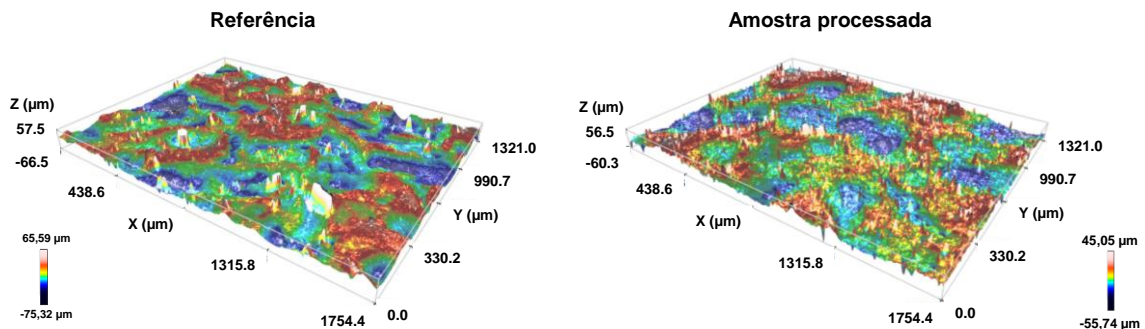 Referência
Z (µm)
57.5
-66.5
438.6
X (µm)
1315.8
1754.4
0.0
330.2
Y (µm)
990.7
1321.0
65,59 µm
-75,32 µm
Amostra processada
Z (µm)
56.5
-60.3
438.6
X (µm)
1315.8
1754.4
0.0
330.2
Y (µm)
990.7
1321.0
45,05 µm
-55,74 µm